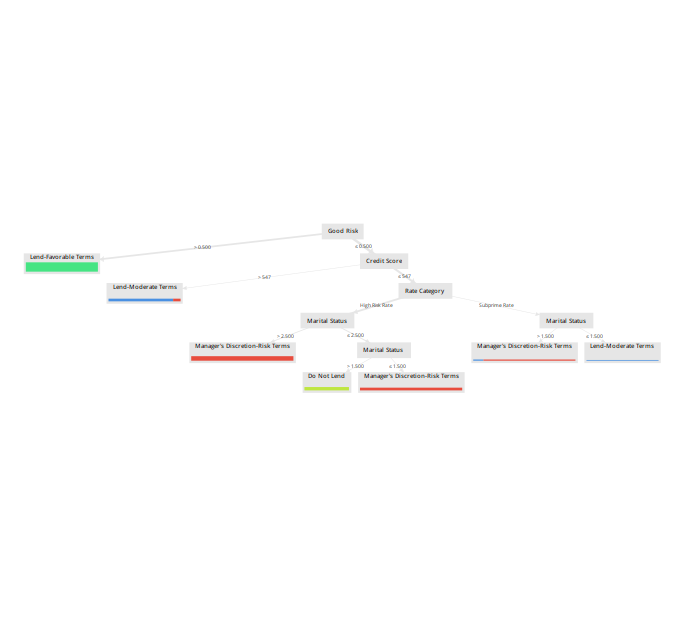 Good Risk
> 0.500
≤ 0.500
Lend-Favorable Terms
Credit Score
> 547
≤ 547
Lend-Moderate Terms
Rate Category
High Risk Rate
Subprime Rate
Marital Status
Marital Status
> 2.500
≤ 2.500
> 1.500
≤ 1.500
Manager's Discretion-Risk Terms
Marital Status
Manager's Discretion-Risk Terms
Lend-Moderate Terms
> 1.500
≤ 1.500
Do Not Lend
Manager's Discretion-Risk Terms